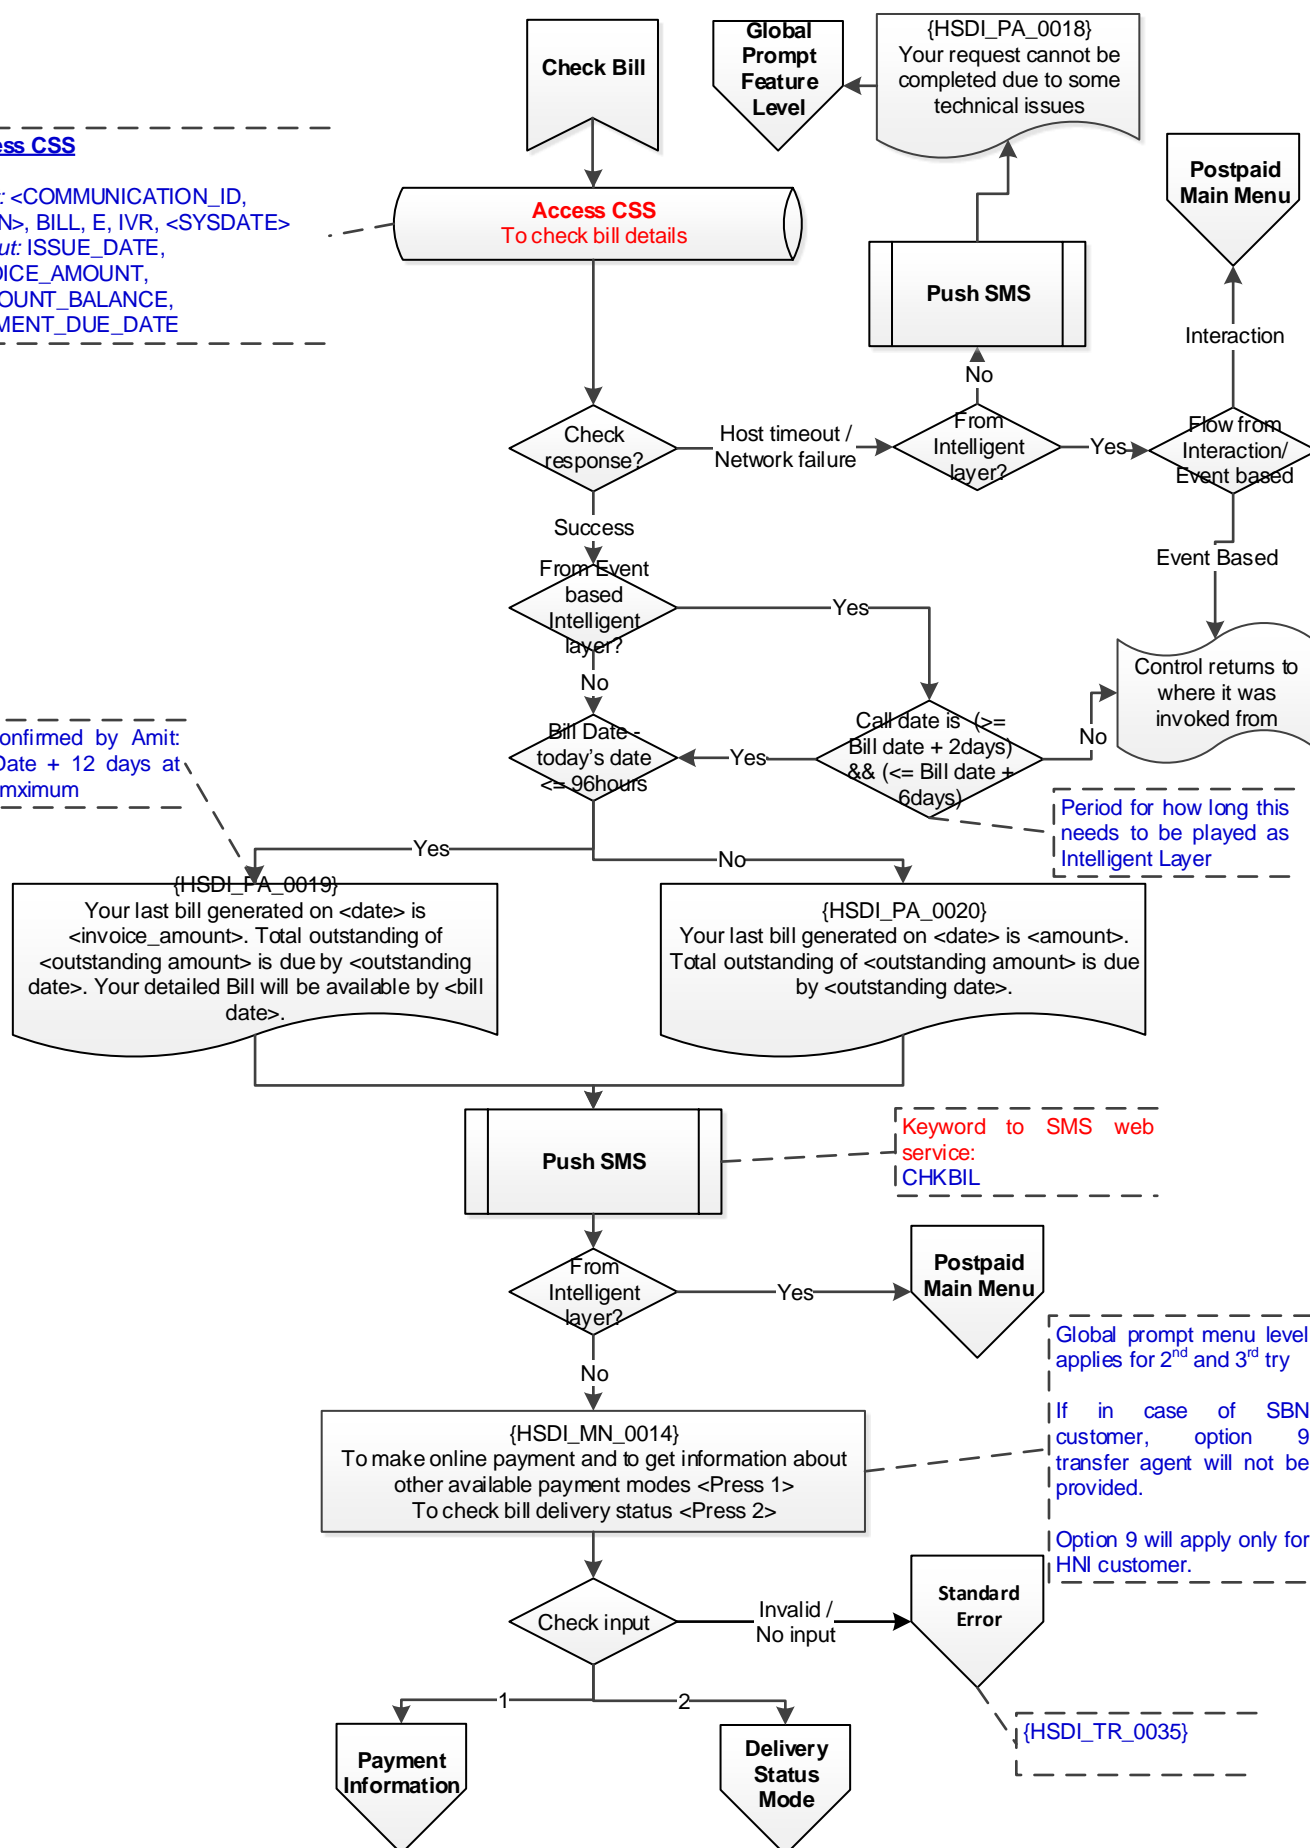 Check Bill
Global
Prompt
Feature
Level
{HSDI_PA_0018}
Your request cannot be
completed due to some
technical issues
Postpaid
Main Menu
ess CSS
: <COMMUNICATION_ID,
N>, BILL, E, IVR, <SYSDATE>
ut: ISSUE_DATE,
OICE_AMOUNT,
OUNT_BALANCE,
MENT_DUE_DATE
Access CSS
To check bill details
Push SMS
Interaction
No
Check
response?
Host timeout /
Network failure
From
Intelligent
layer?
Yes
Flow from
Interaction/
Event based
Success
Event Based
From Event
based
Intelligent
layer?
Yes
No
Control returns to
where it was
invoked from
onfirmed by Amit:
Date + 12 days at
mximum
Bill Date -
today's date
<= 96hours
Yes
Call date is (>=
Bill date + 2days)
&& (<= Bill date +
6days)
No
Period for how long this
needs to be played as
Intelligent Layer
Yes
No
{HSDI_PA_0019}
Your last bill generated on <date> is
<invoice_amount>. Total outstanding of
<outstanding amount> is due by <outstanding
date>. Your detailed Bill will be available by <bill
date>.
{HSDI_PA_0020}
Your last bill generated on <date> is <amount>.
Total outstanding of <outstanding amount> is due
by <outstanding date>.
Push SMS
Keyword to SMS web
service:
CHKBIL
From
Intelligent
layer?
Yes
Postpaid
Main Menu
No
Global prompt menu level
applies for 2nd and 3rd try
If in case of SBN
customer, option 9
transfer agent will not be
provided.
Option 9 will apply only for
HNI customer.
{HSDI_MN_0014}
To make online payment and to get information about
other available payment modes <Press 1>
To check bill delivery status <Press 2>
Check input
Invalid /
No input
Standard
Error
1
2
{HSDI_TR_0035}
Payment
Information
Delivery
Status
Mode